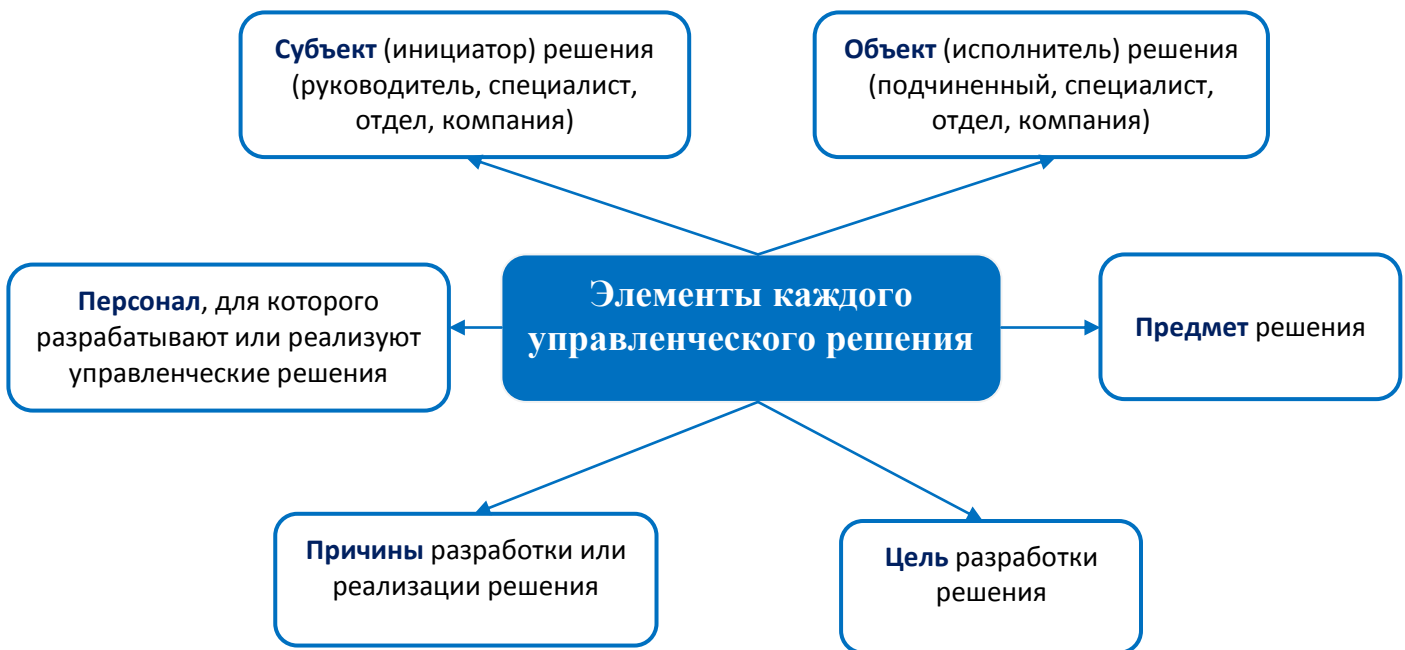 Субъект (инициатор) решения
(руководитель, специалист,
отдел, компания)
Объект (исполнитель) решения
(подчиненный, специалист,
отдел, компания)
Персонал, для которого
разрабатывают или реализуют
управленческие решения
Элементы каждого
управленческого решения
Предмет решения
Причины разработки или
реализации решения
Цель разработки
решения